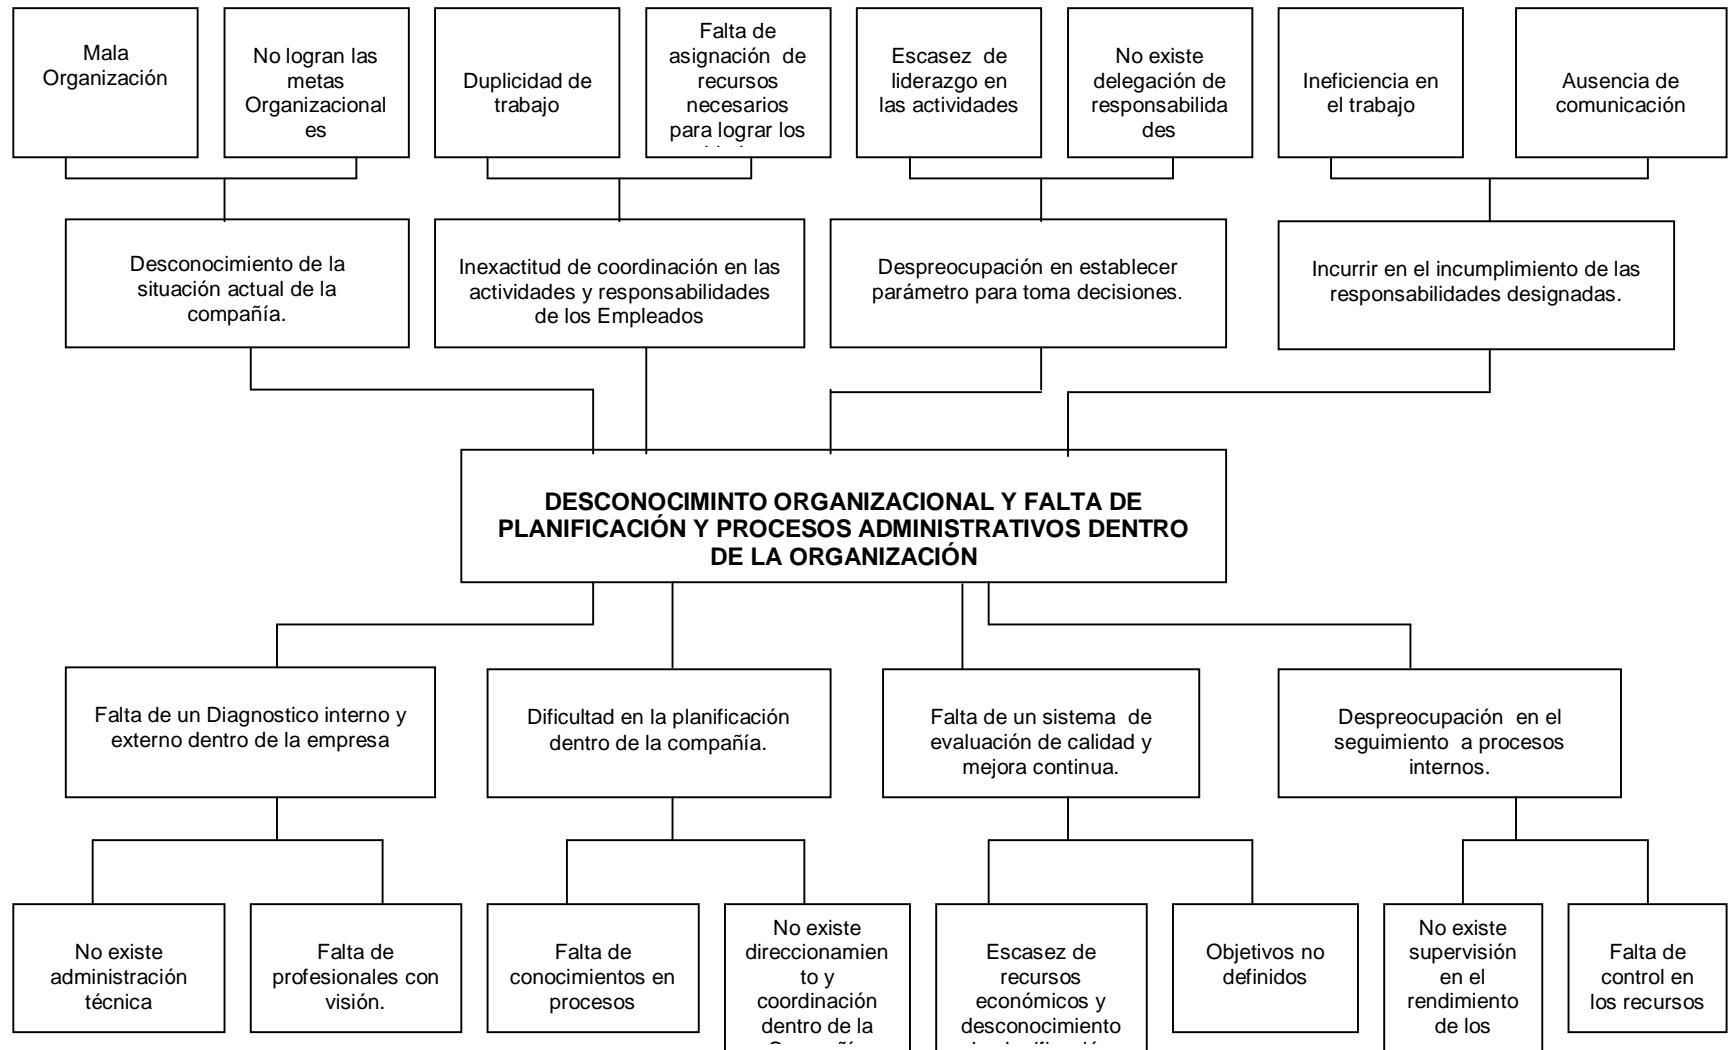 Mala
Organización
No logran las
metas
Organizacional
es
Duplicidad de
trabajo
Falta de
asignación de
recursos
necesarios
para lograr los
Escasez de
liderazgo en
las actividades
No existe
delegación de
responsabilida
des
Ineficiencia en
el trabajo
Ausencia de
comunicación
Desconocimiento de la
situación actual de la
compañía.
Inexactitud de coordinación en las
actividades y responsabilidades
de los Empleados
Despreocupación en establecer
parámetro para toma decisiones.
Incurrir en el incumplimiento de las
responsabilidades designadas.
DESCONOCIMINTO ORGANIZACIONAL Y FALTA DE
PLANIFICACIÓN Y PROCESOS ADMINISTRATIVOS DENTRO
DE LA ORGANIZACIÓN
Falta de un Diagnostico interno y
externo dentro de la empresa
Dificultad en la planificación
dentro de la compañía.
Falta de un sistema de
evaluación de calidad y
mejora continua.
Despreocupación en el
seguimiento a procesos
internos.
No existe
administración
técnica
Falta de
profesionales con
visión.
Falta de
conocimientos en
procesos
No existe
direccionamien
to y
coordinación
dentro de la
Escasez de
recursos
económicos y
desconocimiento
Objetivos no
definidos
No existe
supervisión
en el
rendimiento
de los
Falta de
control en
los recursos